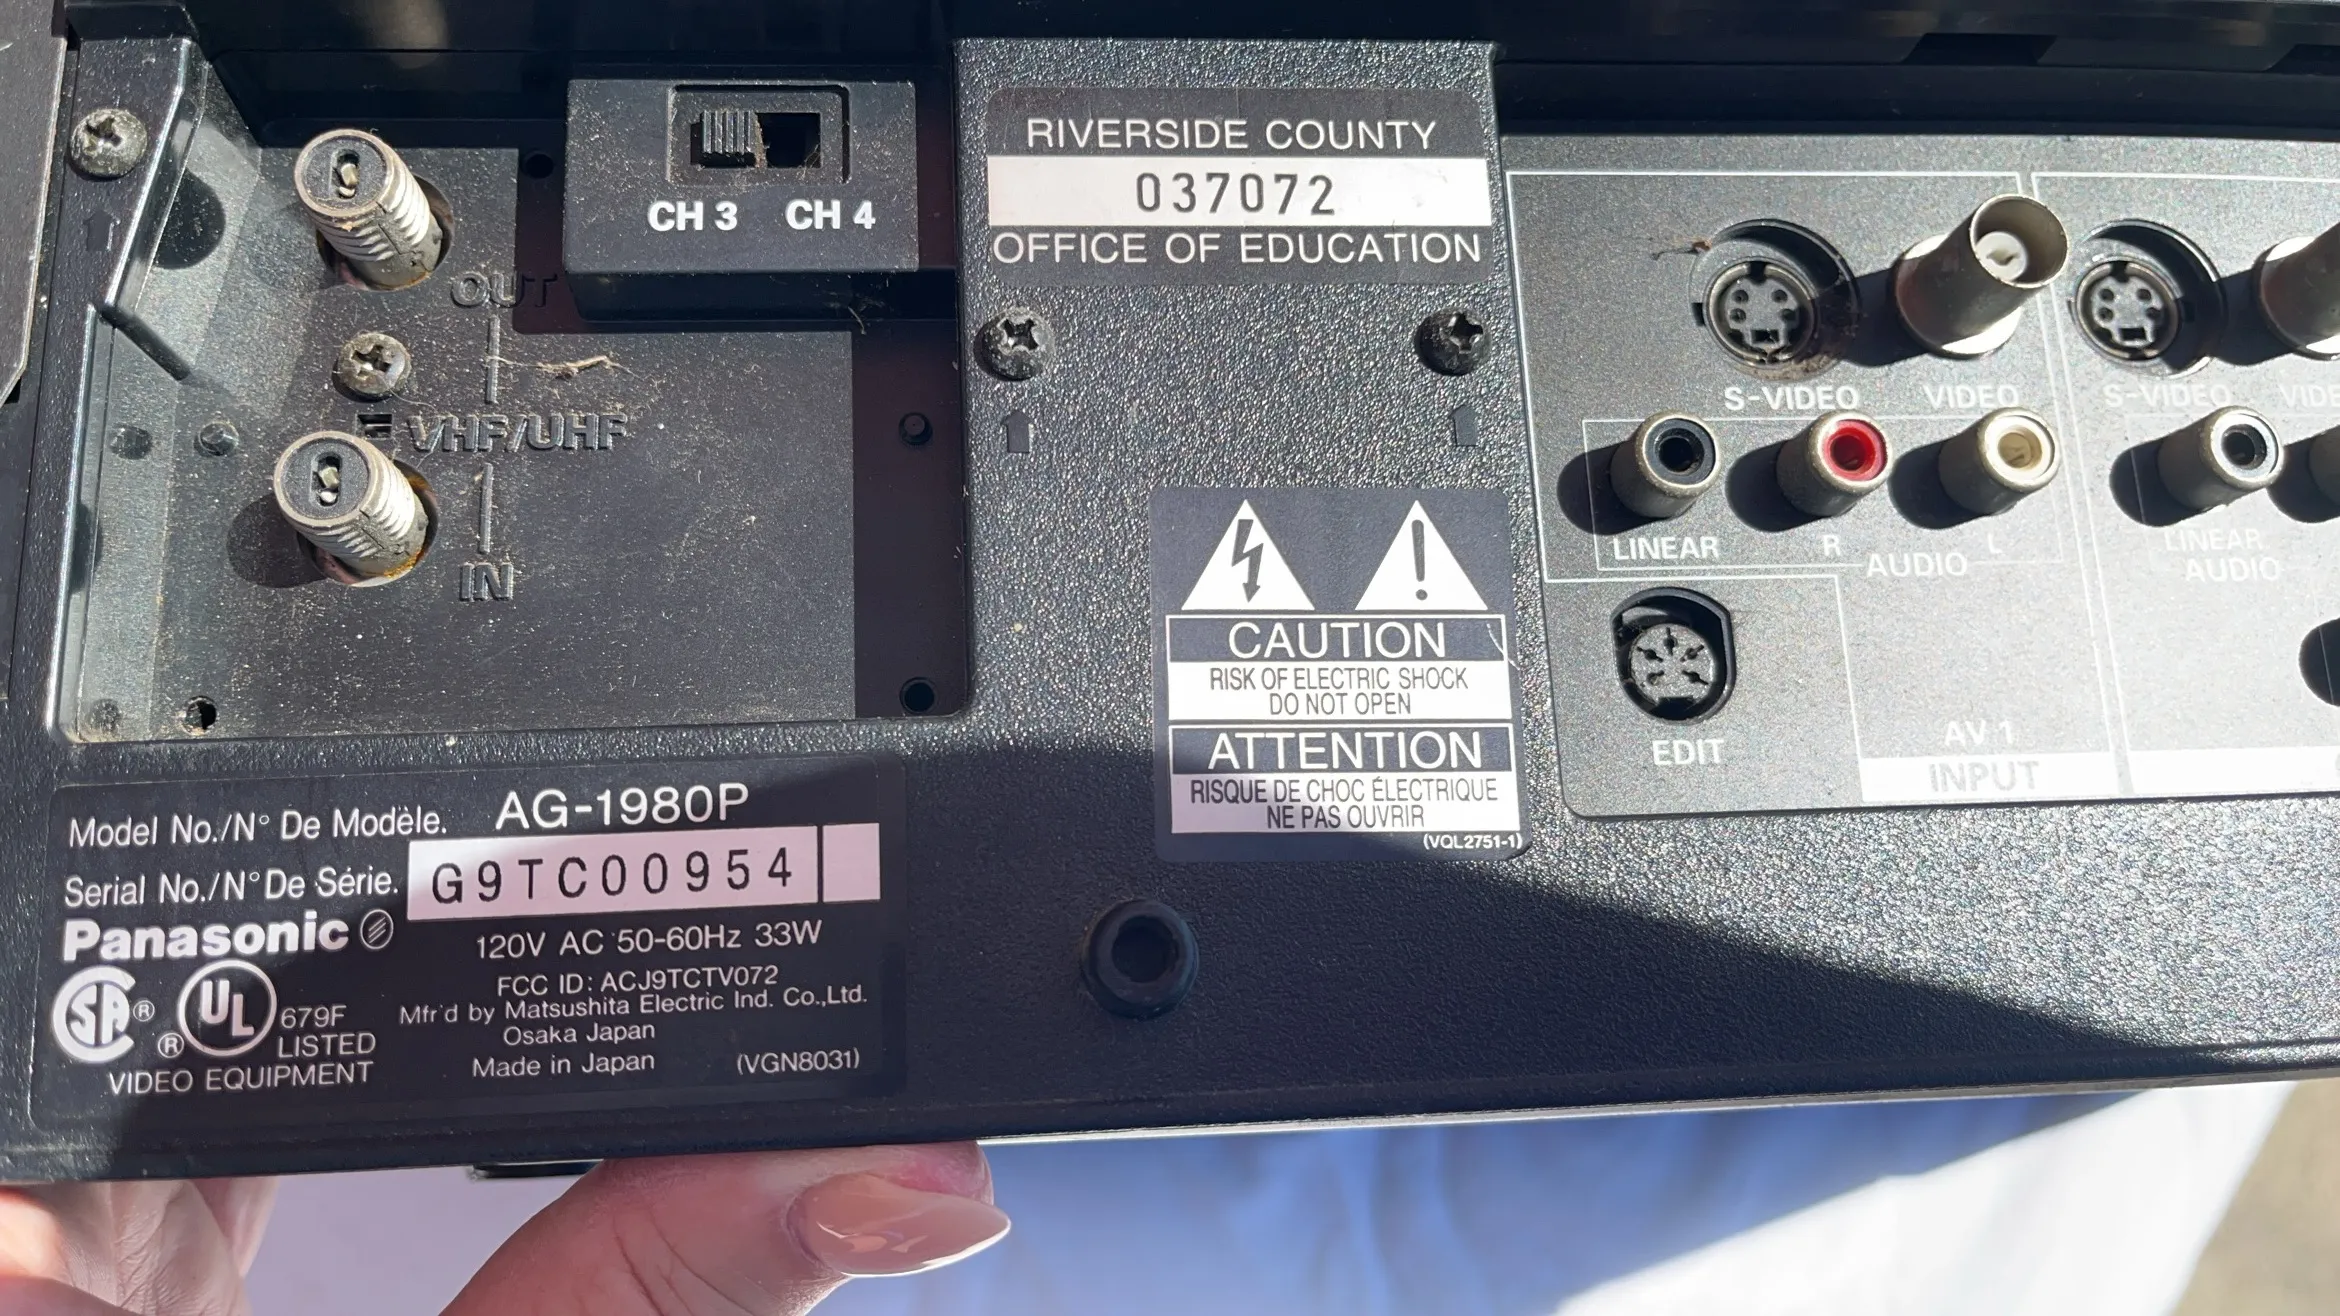 CH 3 CH 4
OUT
VHF/UHF
IN
RIVERSIDE COUNTY
037072
OFFICE OF EDUCATION
CAUTION
RISK OF ELECTRIC SHOCK
DO NOT OPEN
ATTENTION
RISQUE DE CHOC ÉLECTRIQUE
NE PAS OUVRIR
(VQL2751-1)
S-VIDEO VIDEO
LINEAR R AUDIO L
EDIT
AV 1
INPUT
S-VIDEO
LINEAR
AUDIO
Model No./N° De Modèle. AG-1980P
Serial No./N° De Série. G9TC00954
Panasonic
120V AC 50-60Hz 33W
FCC ID: ACJ9TCTV072
Mfr'd by Matsushita Electric Ind. Co.,Ltd.
Osaka Japan
Made in Japan (VGN8031)
SA ®
® UL 679F
LISTED
VIDEO EQUIPMENT